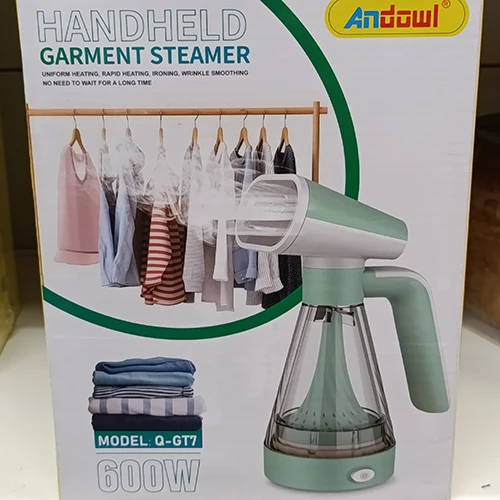 HANDHELD
Andowl®
GARMENT STEAMER
UNIFORM HEATING, RAPID HEATING, IRONING, WRINKLE SMOOTHING
NO NEED TO WAIT FOR A LONG TIME
MODEL: Q-GT7
600W